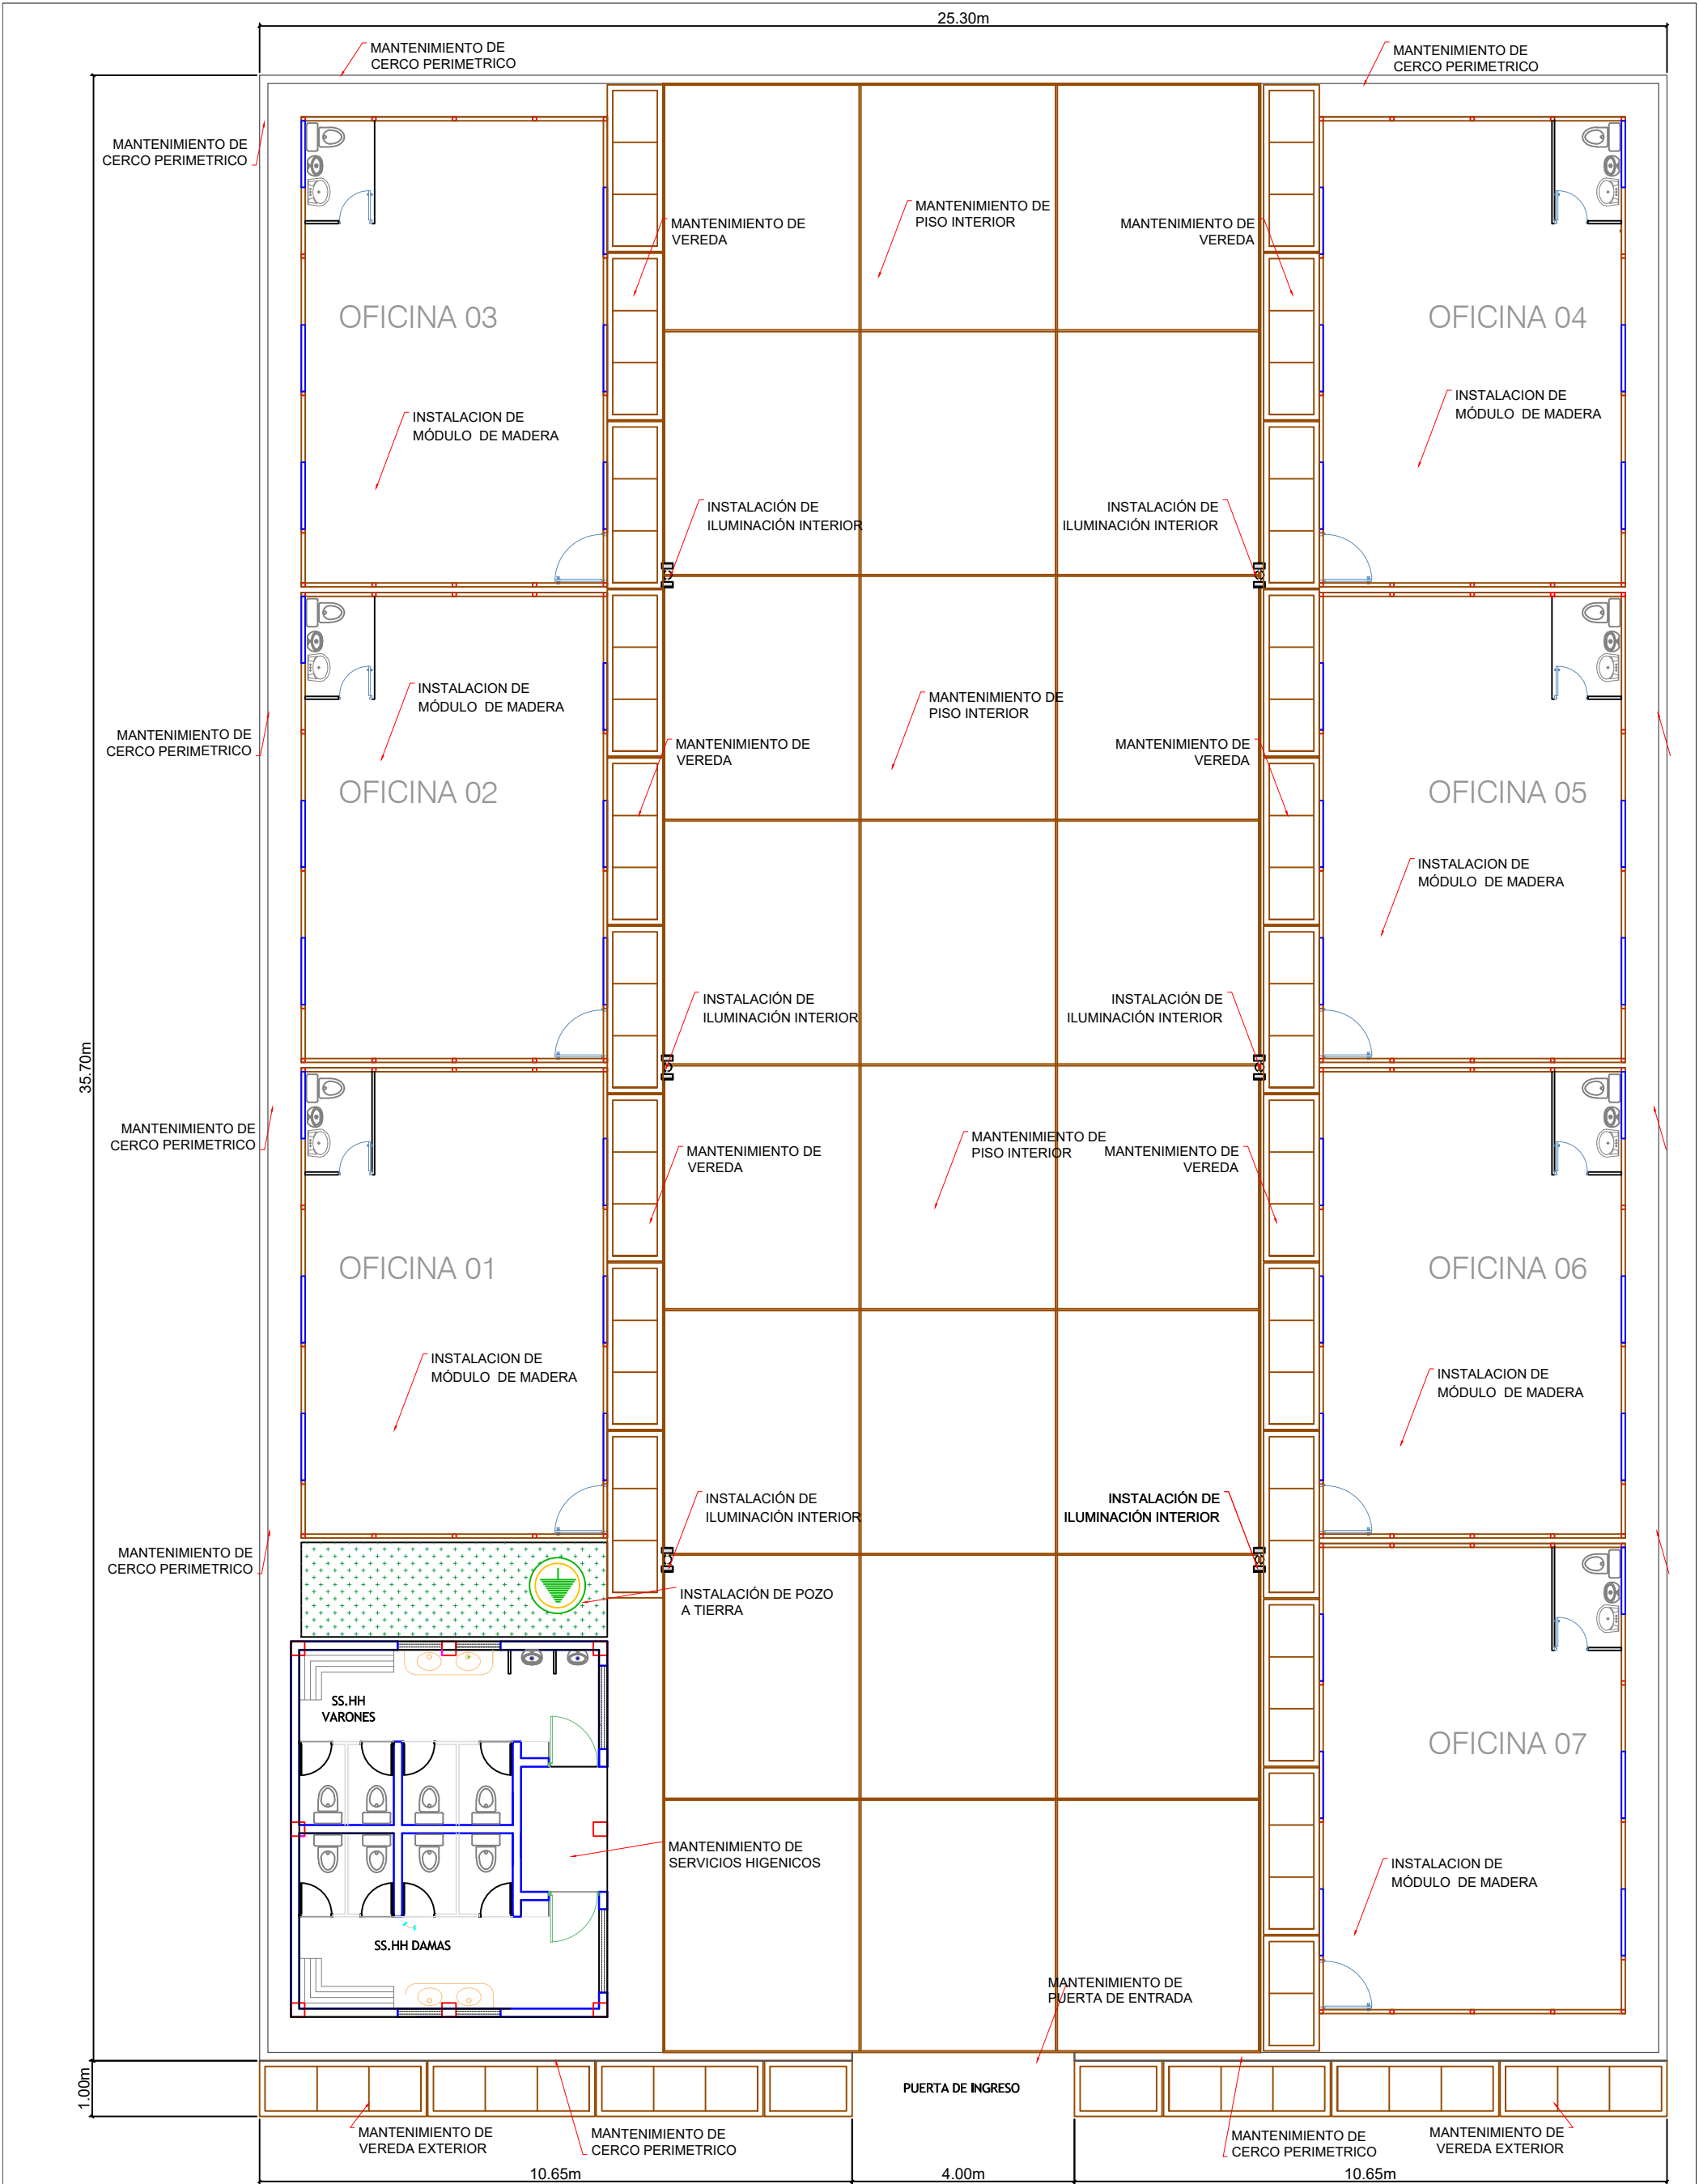 25.30m
MANTENIMIENTO DE
CERCO PERIMETRICO
MANTENIMIENTO DE
CERCO PERIMETRICO
MANTENIMIENTO DE
CERCO PERIMETRICO
MANTENIMIENTO DE
VEREDA
MANTENIMIENTO DE
PISO INTERIOR
MANTENIMIENTO DE
VEREDA
OFICINA 03
OFICINA 04
INSTALACION DE
MÓDULO DE MADERA
INSTALACION DE
MÓDULO DE MADERA
INSTALACIÓN DE
ILUMINACIÓN INTERIOR
INSTALACIÓN DE
ILUMINACIÓN INTERIOR
INSTALACION DE
MÓDULO DE MADERA
MANTENIMIENTO DE
PISO INTERIOR
MANTENIMIENTO DE
CERCO PERIMETRICO
MANTENIMIENTO DE
VEREDA
MANTENIMIENTO DE
VEREDA
OFICINA 02
OFICINA 05
INSTALACION DE
MÓDULO DE MADERA
INSTALACIÓN DE
ILUMINACIÓN INTERIOR
INSTALACIÓN DE
ILUMINACIÓN INTERIOR
35.70m
MANTENIMIENTO DE
CERCO PERIMETRICO
MANTENIMIENTO DE
VEREDA
MANTENIMIENTO DE
PISO INTERIOR
MANTENIMIENTO DE
VEREDA
OFICINA 01
OFICINA 06
INSTALACION DE
MÓDULO DE MADERA
INSTALACION DE
MÓDULO DE MADERA
INSTALACIÓN DE
ILUMINACIÓN INTERIOR
INSTALACIÓN DE
ILUMINACIÓN INTERIOR
MANTENIMIENTO DE
CERCO PERIMETRICO
INSTALACIÓN DE POZO
A TIERRA
SS.HH
VARONES
OFICINA 07
MANTENIMIENTO DE
SERVICIOS HIGENICOS
INSTALACION DE
MÓDULO DE MADERA
SS.HH DAMAS
MANTENIMIENTO DE
PUERTA DE ENTRADA
1.00m
PUERTA DE INGRESO
MANTENIMIENTO DE
VEREDA EXTERIOR
MANTENIMIENTO DE
CERCO PERIMETRICO
MANTENIMIENTO DE
CERCO PERIMETRICO
MANTENIMIENTO DE
VEREDA EXTERIOR
10.65m
4.00m
10.65m